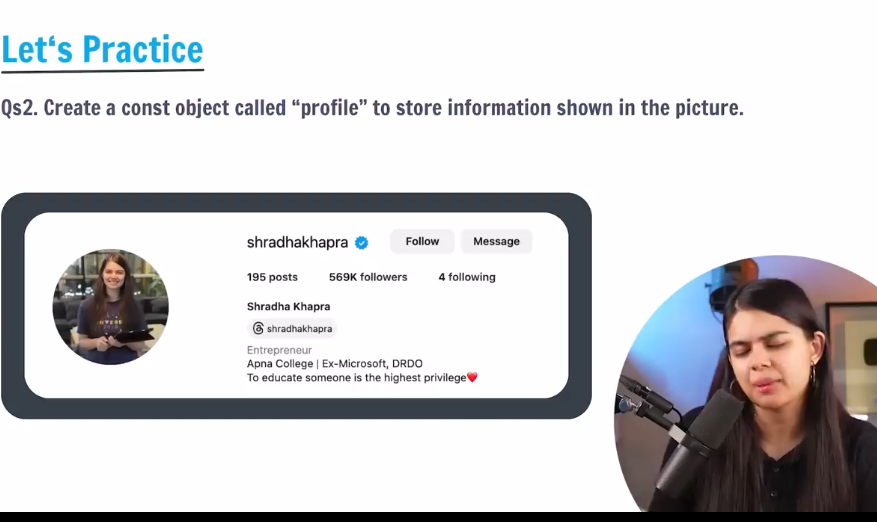 Let's Practice
Qs2. Create a const object called “profile” to store information shown in the picture.
shradhakhapra
Follow
Message
195 posts
569K followers
4 following
Shradha Khapra
shradhakhapra
Entrepreneur
Apna College | Ex-Microsoft, DRDO
To educate someone is the highest privilege❤️